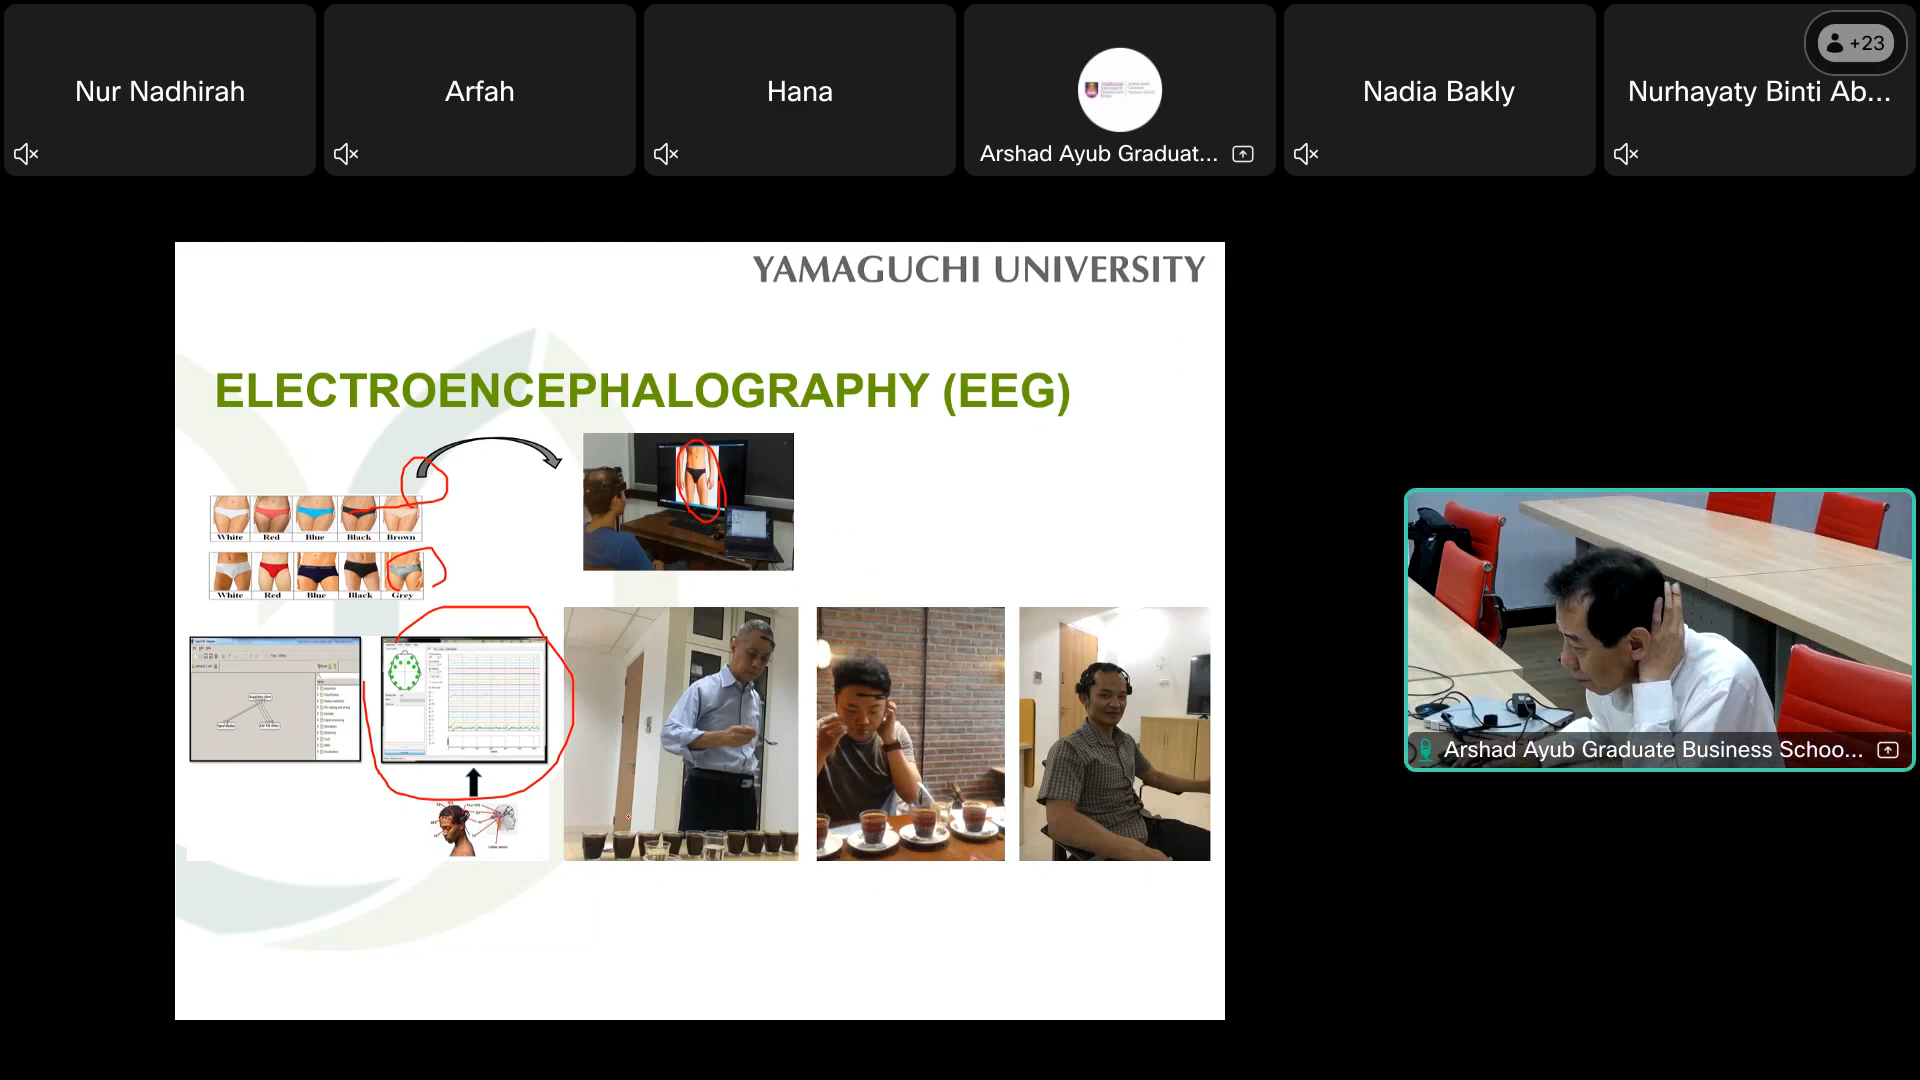 Nur Nadhirah
Arfah
Hana
Arshad Ayub Graduat...
Nadia Bakly
Nurhayaty Binti Ab...
+23
YAMAGUCHI UNIVERSITY
ELECTROENCEPHALOGRAPHY (EEG)
White Red Blue Black Brown
White Red Blue Black Grey
Arshad Ayub Graduate Business Schoo...